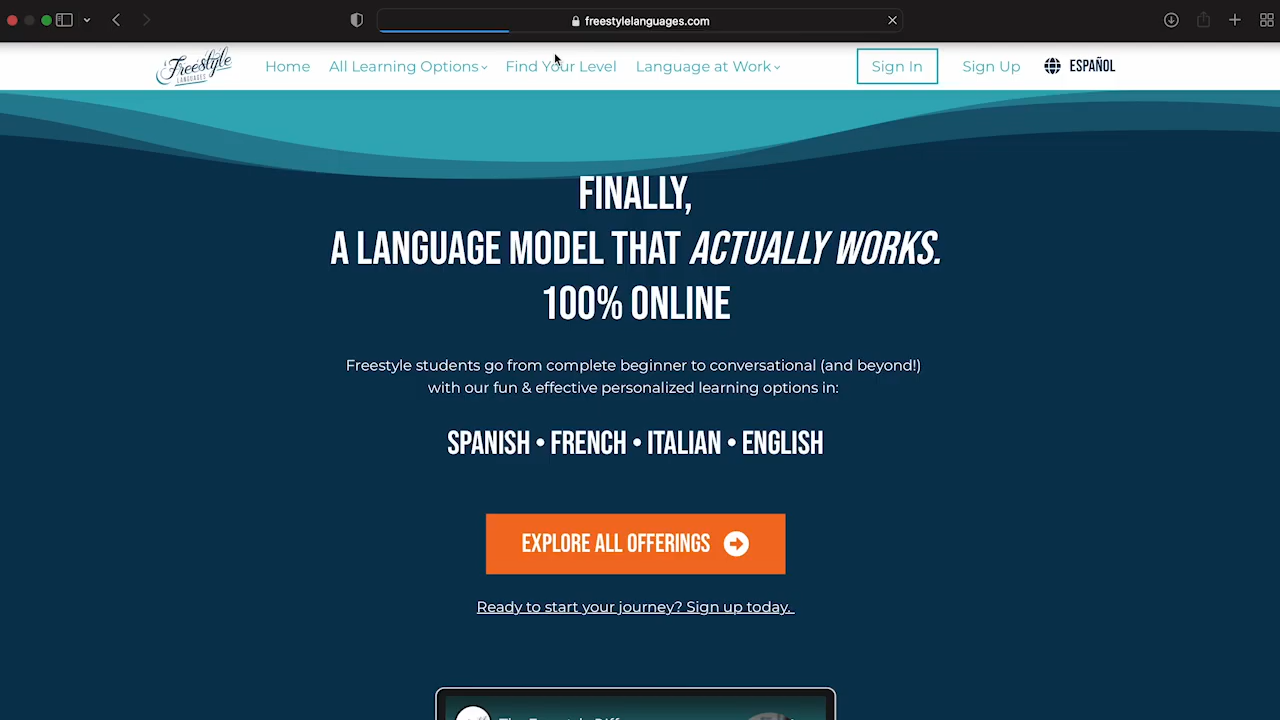 freestylelanguages.com
Freestyle
LANGUAGES
Home
All Learning Options
Find Your Level
Language at Work
Sign In
Sign Up
ESPAÑOL
FINALLY,
A LANGUAGE MODEL THAT ACTUALLY WORKS.
100% ONLINE
Freestyle students go from complete beginner to conversational (and beyond!)
with our fun & effective personalized learning options in:
SPANISH • FRENCH • ITALIAN • ENGLISH
EXPLORE ALL OFFERINGS
Ready to start your journey? Sign up today.